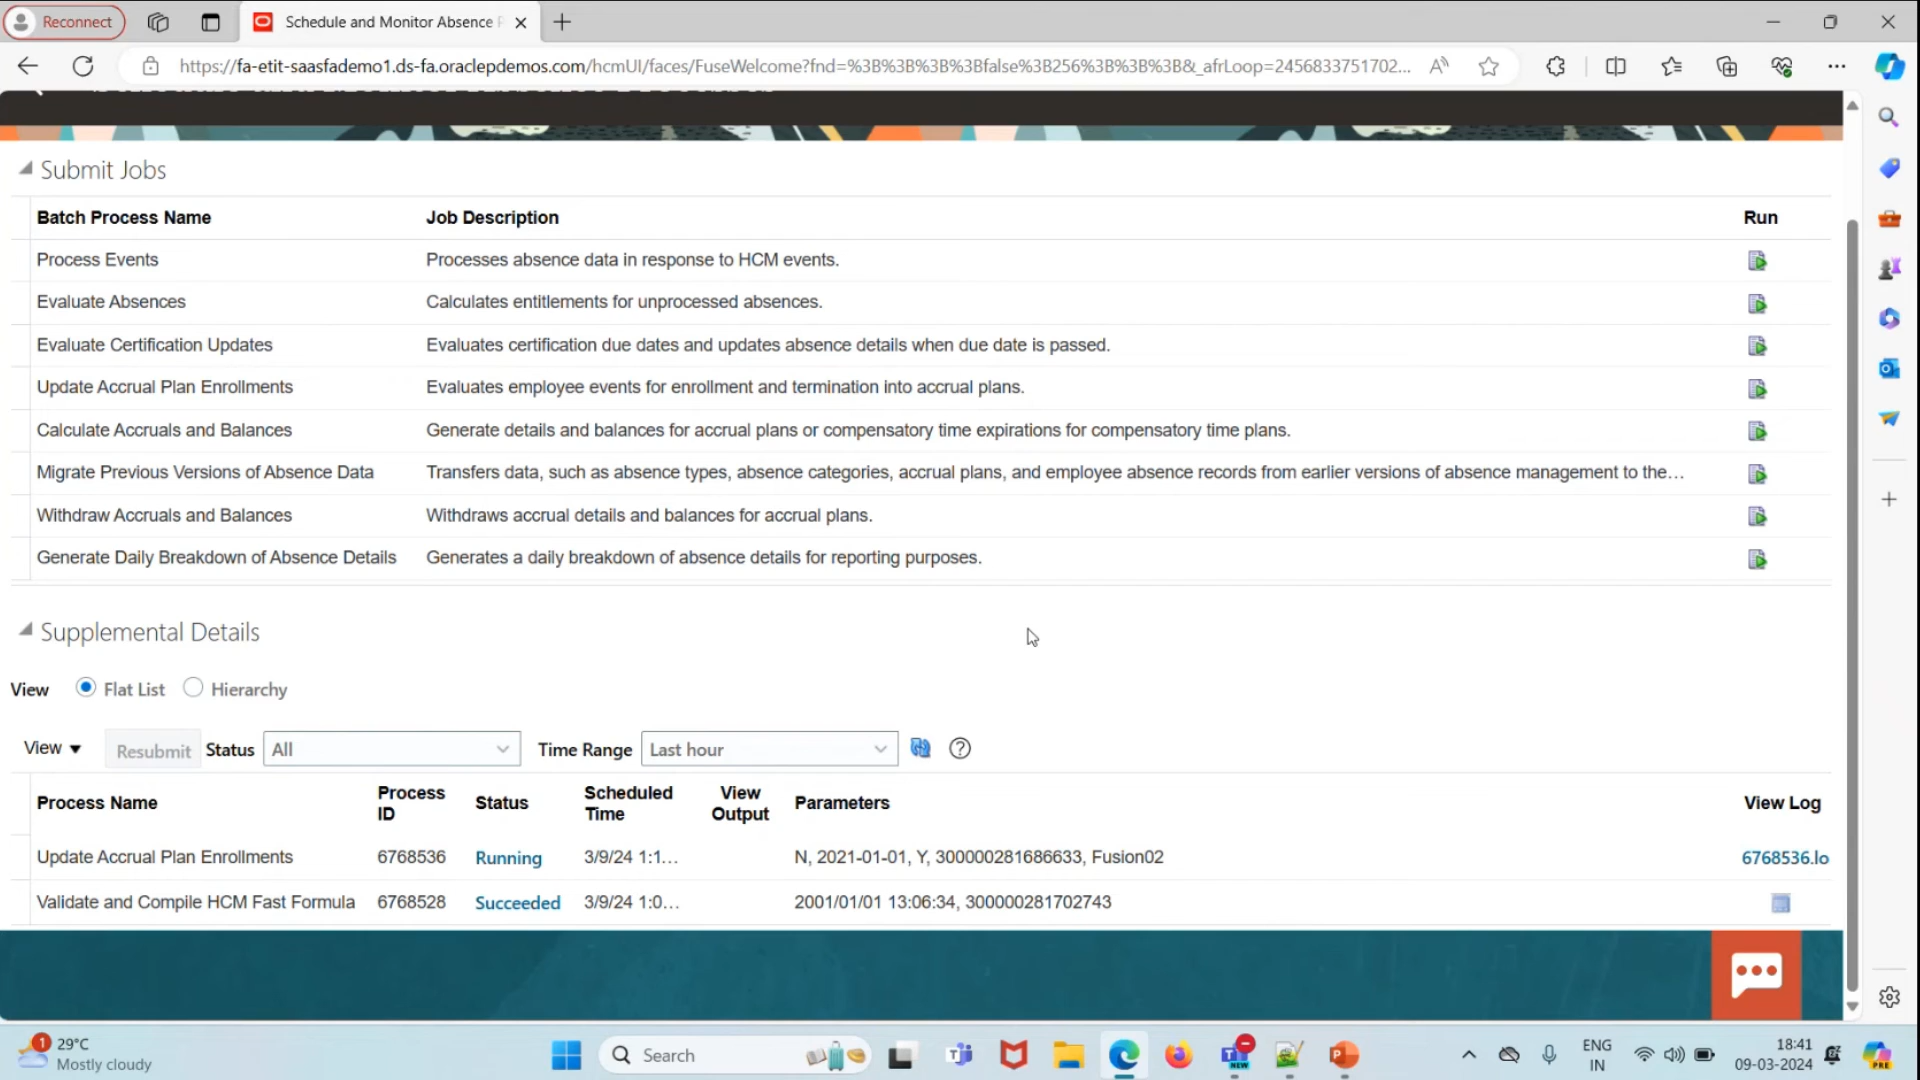 Reconnect
Schedule and Monitor Absence P
https://fa-etit-saasfademo1.ds-fa.oraclepdemos.com/hcmUI/faces/FuseWelcome?fnd=%3B%3B%3B%3Bfalse%3B256%3B%3B%3B&_afrLoop=2456833751702...
Submit Jobs
Batch Process Name Job Description Run
Process Events Processes absence data in response to HCM events.
Evaluate Absences Calculates entitlements for unprocessed absences.
Evaluate Certification Updates Evaluates certification due dates and updates absence details when due date is passed.
Update Accrual Plan Enrollments Evaluates employee events for enrollment and termination into accrual plans.
Calculate Accruals and Balances Generate details and balances for accrual plans or compensatory time expirations for compensatory time plans.
Migrate Previous Versions of Absence Data Transfers data, such as absence types, absence categories, accrual plans, and employee absence records from earlier versions of absence management to the...
Withdraw Accruals and Balances Withdraws accrual details and balances for accrual plans.
Generate Daily Breakdown of Absence Details Generates a daily breakdown of absence details for reporting purposes.
Supplemental Details
View Flat List Hierarchy
View Resubmit Status All Time Range Last hour
Process Name Process ID Status Scheduled Time View Output Parameters View Log
Update Accrual Plan Enrollments 6768536 Running 3/9/24 1:1... N, 2021-01-01, Y, 300000281686633, Fusion02 6768536.lo
Validate and Compile HCM Fast Formula 6768528 Succeeded 3/9/24 1:0... 2001/01/01 13:06:34, 300000281702743
1 29°C
Mostly cloudy
Search
NEW
ENG
IN
18:41
09-03-2024
PRE